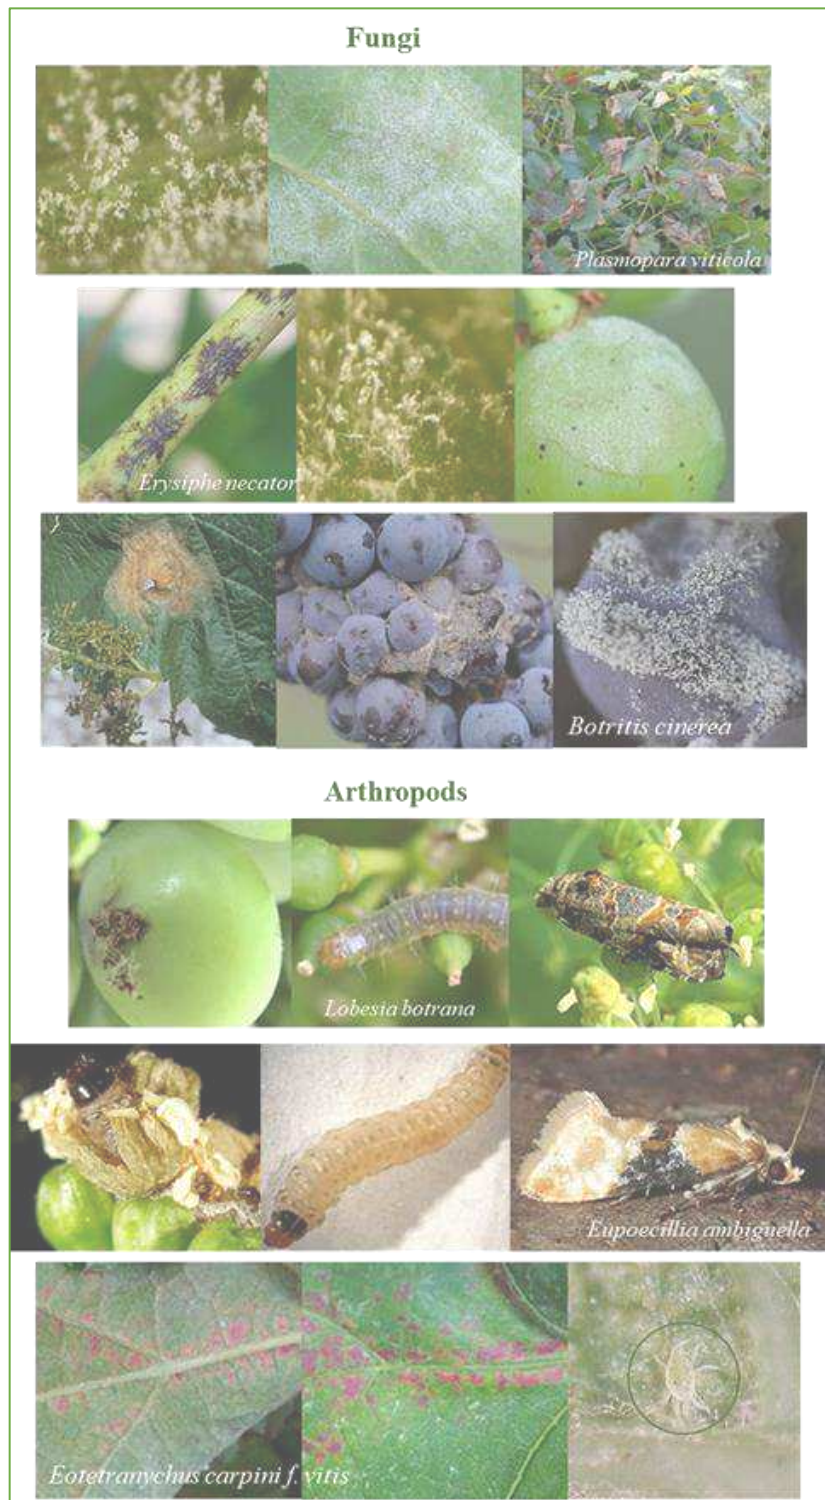 Fungi
Plasmopara viticola
Erysiphe necator
Botritis cinerea
Arthropods
Lobesia botrana
Eupoecillia ambiguella
Eotetranychus carpini f. vitis